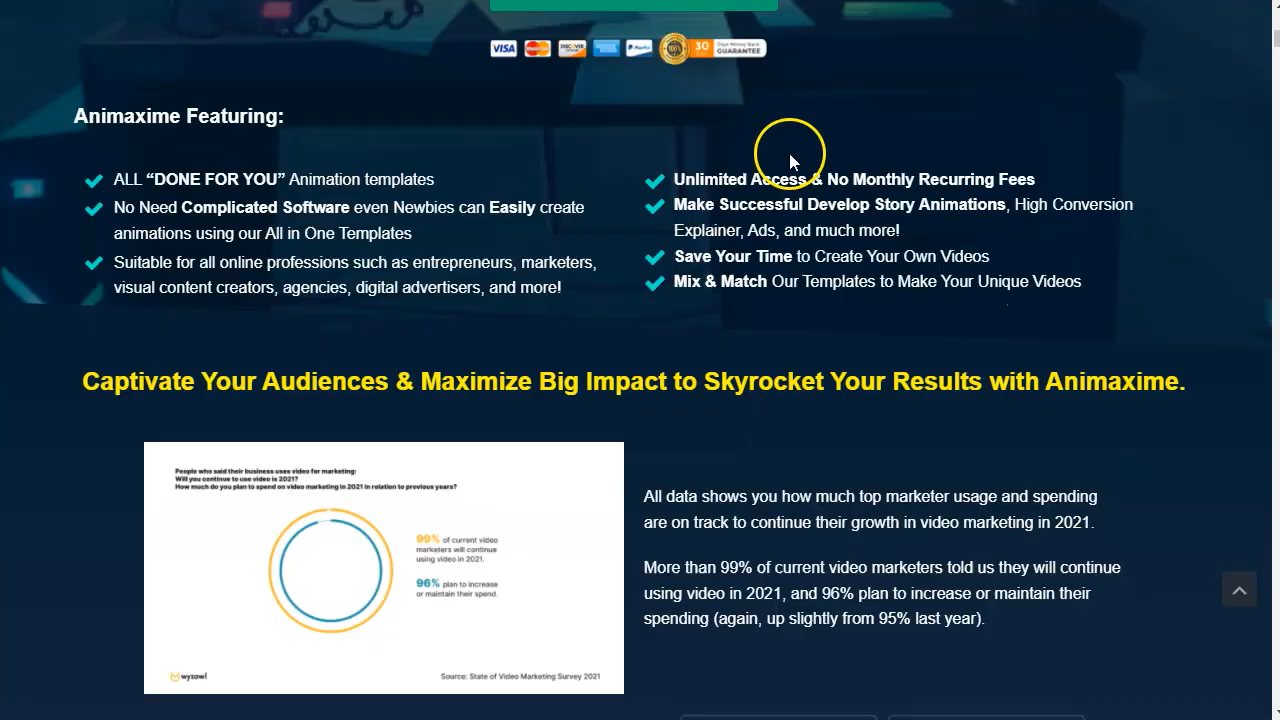 VISA
DISCOVER
PayPal
100%
30
Days Money Back
GUARANTEE
Animaxime Featuring:
ALL “DONE FOR YOU” Animation templates
No Need Complicated Software even Newbies can Easily create
animations using our All in One Templates
Suitable for all online professions such as entrepreneurs, marketers,
visual content creators, agencies, digital advertisers, and more!
Unlimited Access & No Monthly Recurring Fees
Make Successful Develop Story Animations, High Conversion
Explainer, Ads, and much more!
Save Your Time to Create Your Own Videos
Mix & Match Our Templates to Make Your Unique Videos
Captivate Your Audiences & Maximize Big Impact to Skyrocket Your Results with Animaxime.
People who said their business uses video for marketing:
Will you continue to use video is 2021?
How much do you plan to spend on video marketing in 2021 in relation to previous years?
99% of current video
marketers will continue
using video in 2021.
96% plan to increase
or maintain their spend.
wyzowl
Source: State of Video Marketing Survey 2021
All data shows you how much top marketer usage and spending
are on track to continue their growth in video marketing in 2021.
More than 99% of current video marketers told us they will continue
using video in 2021, and 96% plan to increase or maintain their
spending (again, up slightly from 95% last year).